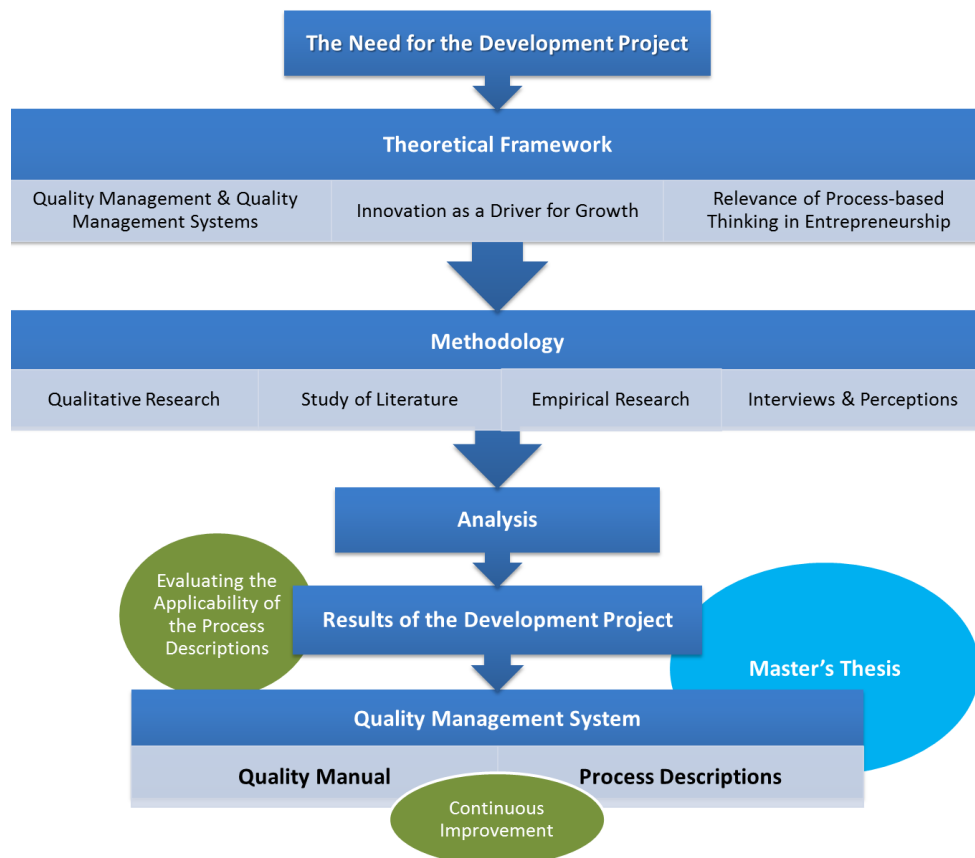 The Need for the Development Project
Theoretical Framework
Quality Management & Quality
Management Systems
Innovation as a Driver for Growth
Relevance of Process-based
Thinking in Entrepreneurship
Methodology
Qualitative Research
Study of Literature
Empirical Research
Interviews & Perceptions
Analysis
Evaluating the
Applicability of
the Process
Descriptions
Results of the Development Project
Master's Thesis
Quality Management System
Quality Manual
Process Descriptions
Continuous
Improvement